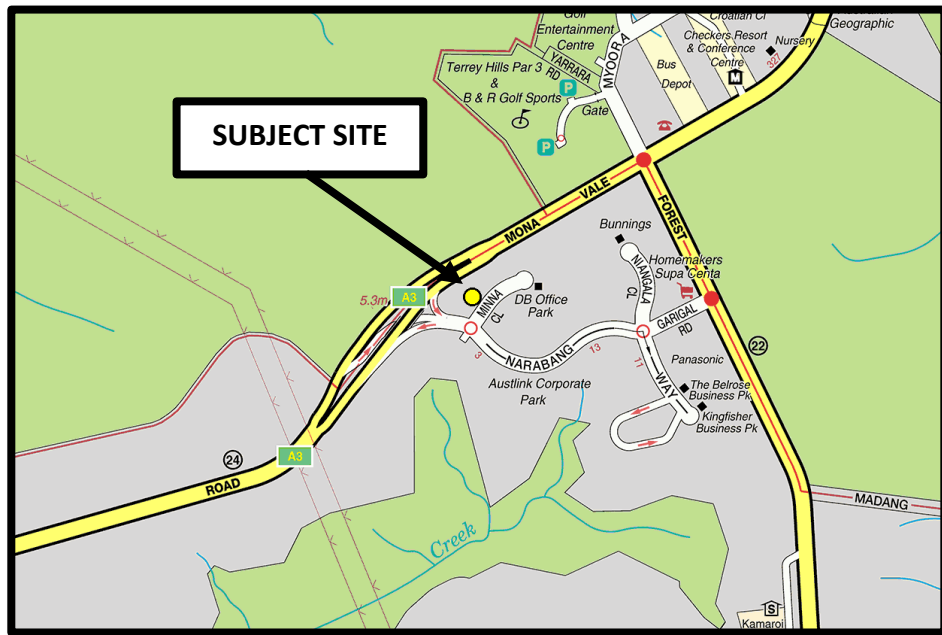 Golf
Entertainment
Centre
YARRARA
RD
MYOORA
Croatian Cl
Geographic
Checkers Resort
& Conference
Centre
M
Nursery
327
Bus
Depot
Terrey Hills Par 3
&
B & R Golf Sports
P
Gate
P
SUBJECT SITE
MONA
VALE
FOREST
Bunnings
NIANGALA
CL
Homemakers
Supa Centa
GARIGAL
RD
5.3m
A3
MINNA
CL
DB Office
Park
3
NARABANG
13
11
WAY
22
Panasonic
Austlink Corporate
Park
The Belrose
Business Pk
Kingfisher
Business Pk
24
A3
ROAD
MADANG
Creek
S
Kamaroi